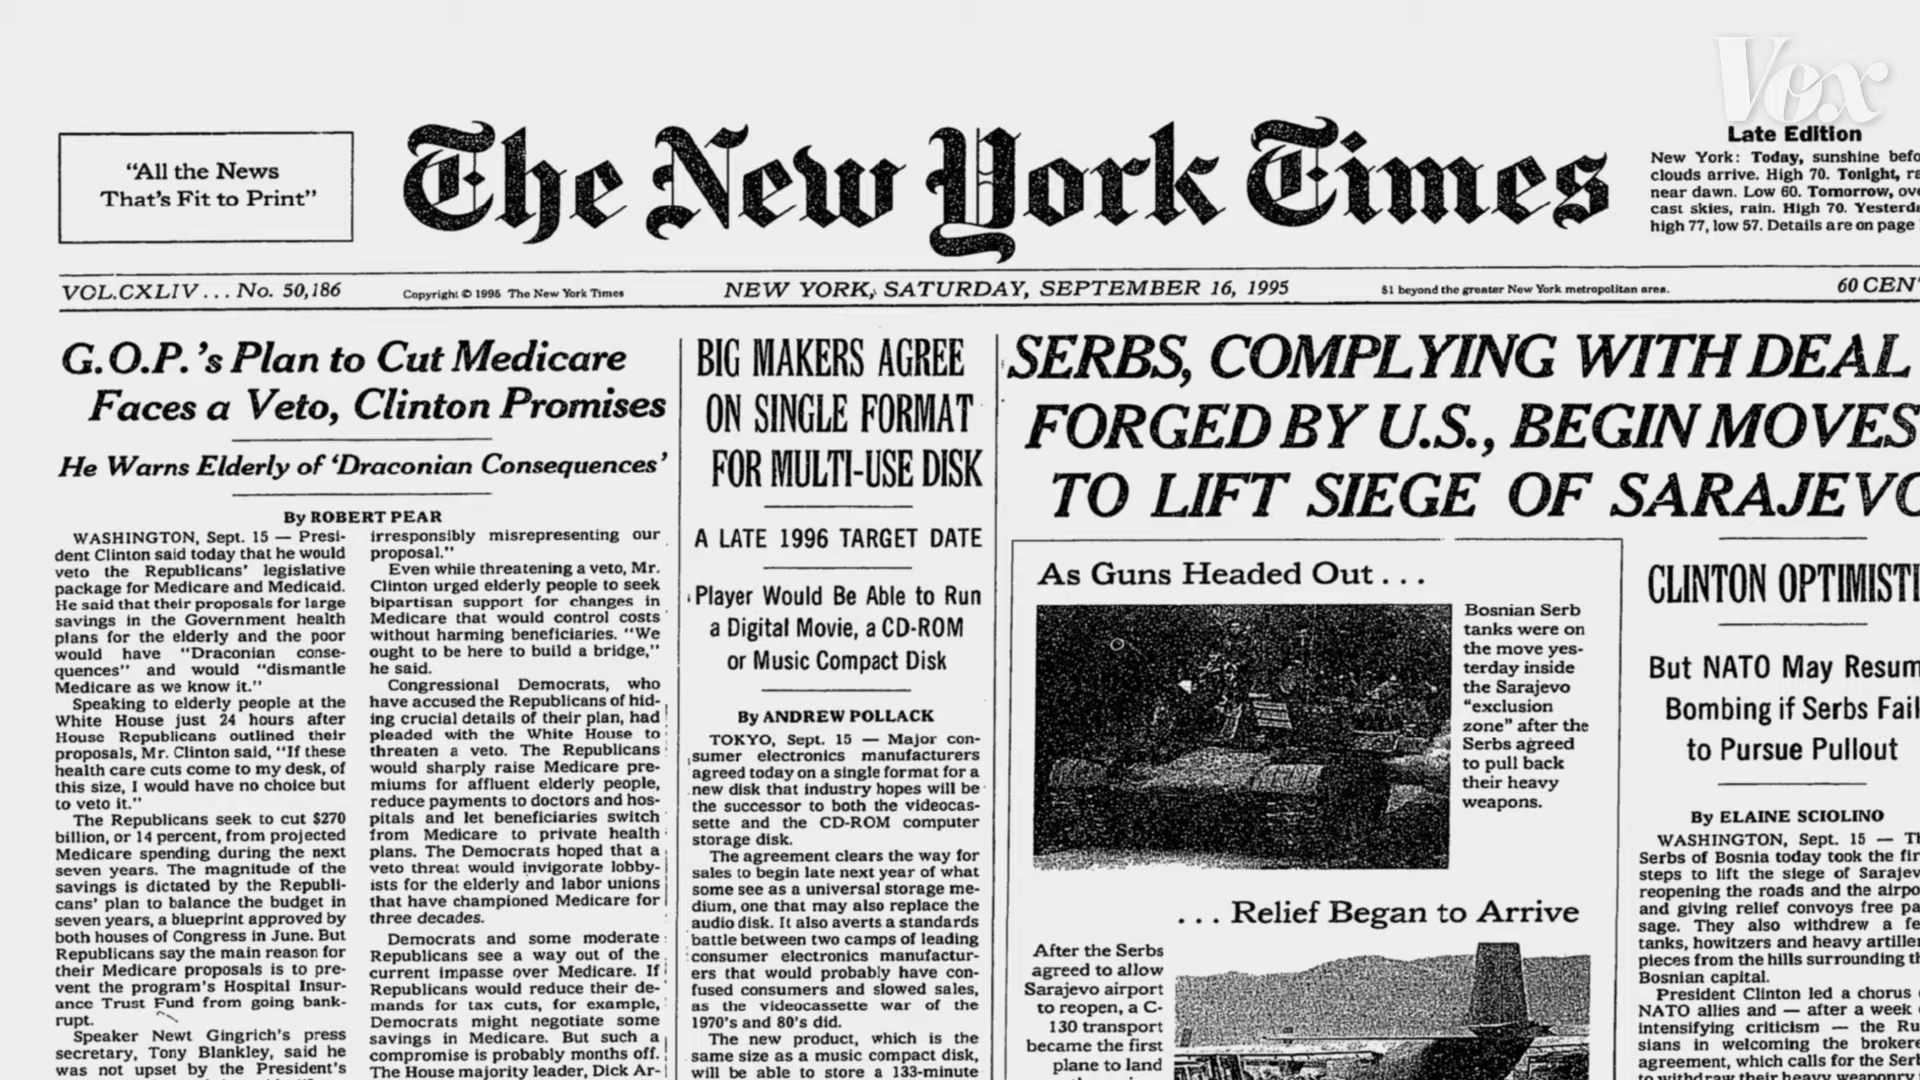 Vox
"All the News
That's Fit to Print"
The New York Times
Late Edition
New York: Today, sunshine
clouds arrive. High 70. Tonight,
near dawn. Low 60. Tomorrow,
cast skies, rain. High 70.
high 77, low 57. Details are on page
VOL.CXLIV... No. 50,186
Copyright © 1995 The New York Times
NEW YORK, SATURDAY, SEPTEMBER 16, 1995
$1 beyond the greater New York metropolitan area.
60 CEN
G.O.P.'s Plan to Cut Medicare
Faces a Veto, Clinton Promises
He Warns Elderly of 'Draconian Consequences'
By ROBERT PEAR
WASHINGTON, Sept. 15 — Presi-
dent Clinton said today that he would
veto the Republicans' legislative
package for Medicare and Medicaid.
He said that their proposals for large
savings in the Government health
plans for the elderly and the poor
would have "Draconian conse-
quences" and would "dismantle
Medicare as we know it."
Speaking to elderly people at the
White House just 24 hours after
House Republicans outlined their
proposals, Mr. Clinton said, "If these
health care cuts come to my desk, of
this size, I would have no choice but
to veto it."
The Republicans seek to cut $270
billion, or 14 percent, from projected
Medicare spending during the next
seven years. The magnitude of the
savings is dictated by the Republi-
cans' plan to balance the budget in
seven years, a blueprint approved by
both houses of Congress in June. But
Republicans say the main reason for
their Medicare proposals is to pre-
vent the program's Hospital Insur-
ance Trust Fund from going bank-
rupt.
Speaker Newt Gingrich's press
secretary, Tony Blankley, said he
was not upset by the President's
irresponsibly misrepresenting our
proposal."
Even while threatening a veto, Mr.
Clinton urged elderly people to seek
bipartisan support for changes in
Medicare that would control costs
without harming beneficiaries. "We
ought to be here to build a bridge,"
he said.
Congressional Democrats, who
have accused the Republicans of hid-
ing crucial details of their plan, had
pleaded with the White House to
threaten a veto. The Republicans
would sharply raise Medicare pre-
miums for affluent elderly people,
reduce payments to doctors and hos-
pitals and let beneficiaries switch
from Medicare to private health
plans. The Democrats hoped that a
veto threat would invigorate lobby-
ists for the elderly and labor unions
that have championed Medicare for
three decades.
Democrats and some moderate
Republicans see a way out of the
current impasse over Medicare. If
Republicans would reduce their de-
mands for tax cuts, for example,
Democrats might negotiate some
savings in Medicare. But such a
compromise is probably months off.
The House majority leader, Dick Ar-
BIG MAKERS AGREE
ON SINGLE FORMAT
FOR MULTI-USE DISK
A LATE 1996 TARGET DATE
Player Would Be Able to Run
a Digital Movie, a CD-ROM
or Music Compact Disk
By ANDREW POLLACK
TOKYO, Sept. 15 — Major con-
sumer electronics manufacturers
agreed today on a single format for a
new disk that industry hopes will be
the successor to both the videocas-
sette and the CD-ROM computer
storage disk.
The agreement clears the way for
sales to begin late next year of what
some see as a universal storage me-
dium, one that may also replace the
audio disk. It also averts a standards
battle between two camps of leading
consumer electronics manufactur-
ers that would probably have con-
fused consumers and slowed sales,
as the videocassette war of the
1970's and 80's did.
The new product, which is the
same size as a music compact disk,
will be able to store a 133-minute
SERBS, COMPLYING WITH DEAL
FORGED BY U.S., BEGIN MOVES
TO LIFT SIEGE OF SARAJEVO
As Guns Headed Out...
Bosnian Serb
tanks were on
the move yes-
terday inside
the Sarajevo
"exclusion
zone" after the
Serbs agreed
to pull back
their heavy
weapons.
... Relief Began to Arrive
After the Serbs
agreed to allow
Sarajevo airport
to reopen, a C-
130 transport
became the first
plane to land
CLINTON OPTIMISTI
But NATO May Resum
Bombing if Serbs Fail
to Pursue Pullout
By ELAINE SCIOLINO
WASHINGTON, Sept. 15 —
Serbs of Bosnia today took the
steps to lift the siege of
reopening the roads and the
and giving relief convoys free
sage. They also withdrew a
tanks, howitzers and heavy
pieces from the hills surrounding
Bosnian capital.
President Clinton led a chorus
NATO allies and — after a week
intensifying criticism — the
sians in welcoming the
agreement, which calls for the
to withdraw their heavy